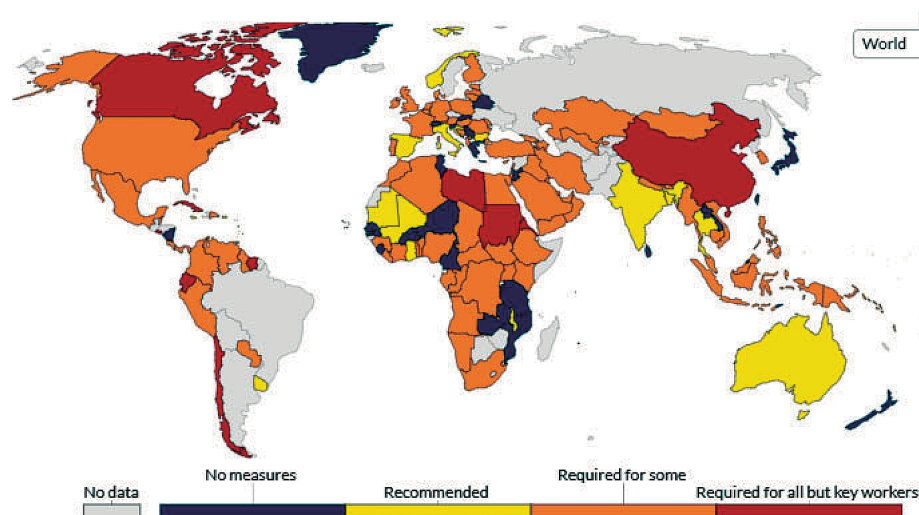 World
No measures
Required for some
No data
Recommended
Required for all but key workers